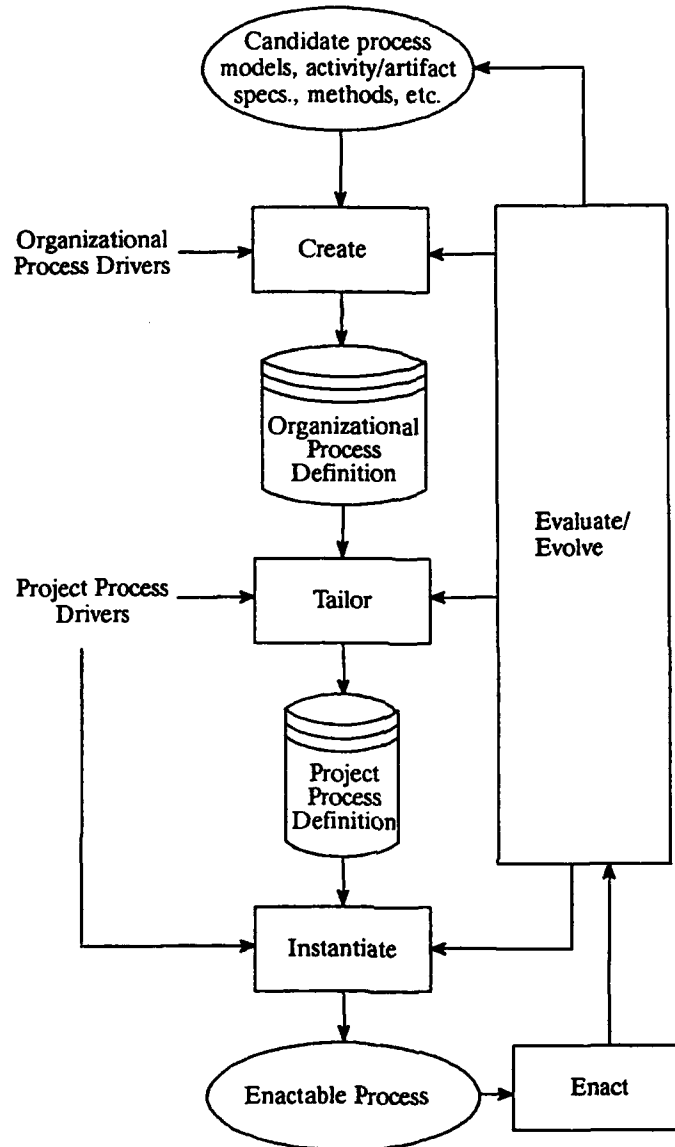 Candidate process
models, activity/artifact
specs., methods, etc.
Organizational
Process Drivers
Create
Organizational
Process
Definition
Evaluate/
Evolve
Project Process
Drivers
Tailor
Project
Process
Definition
Instantiate
Enactable Process
Enact